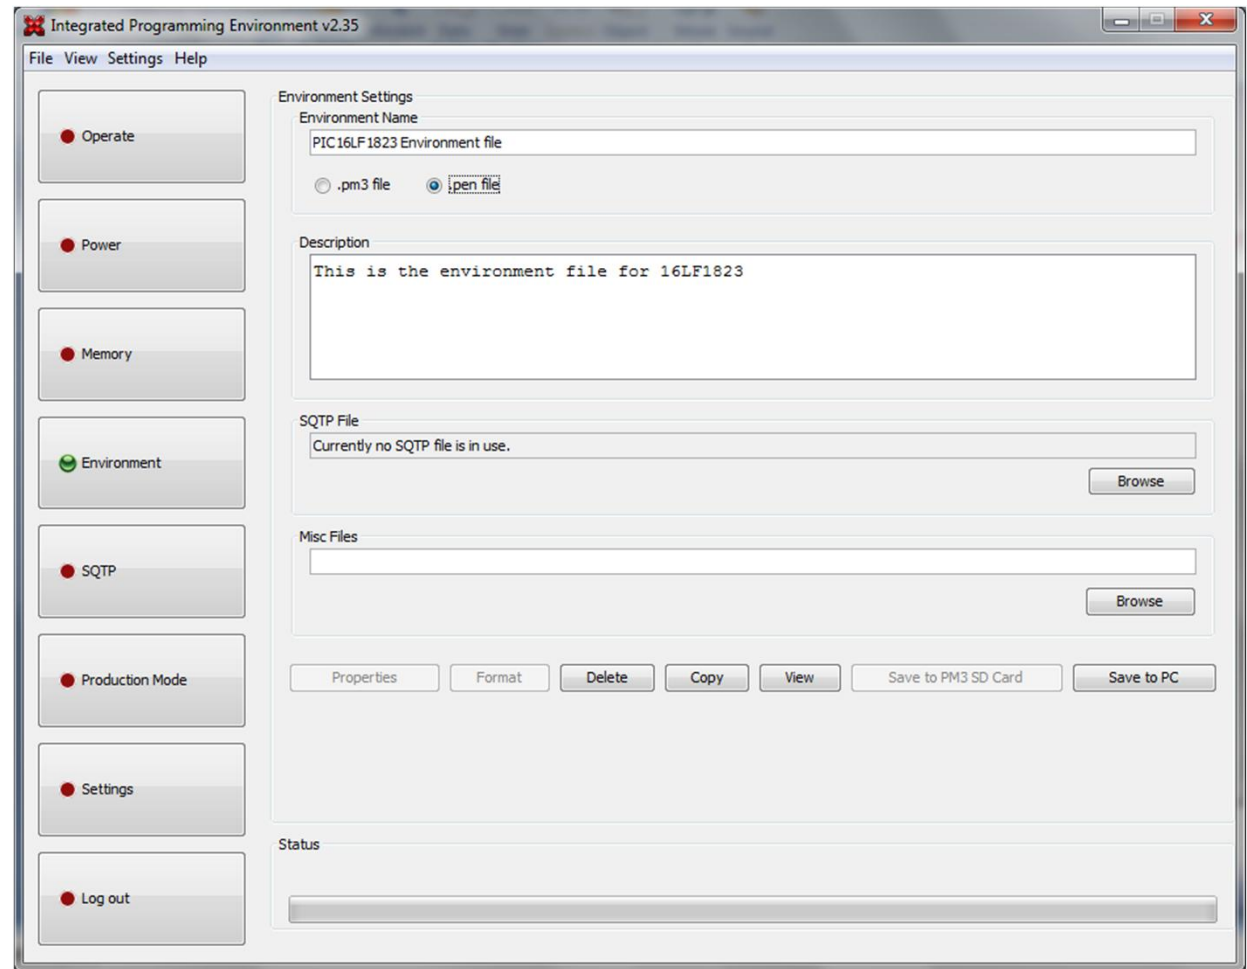 Integrated Programming Environment v2.35
File View Settings Help
Operate
Power
Memory
Environment
SQTP
Production Mode
Settings
Log out
Environment Settings
Environment Name
PIC16LF1823 Environment file
.pm3 file .pen file
Description
This is the environment file for 16LF1823
SQTP File
Currently no SQTP file is in use.
Browse
Misc Files
Browse
Properties Format Delete Copy View Save to PM3 SD Card Save to PC
Status